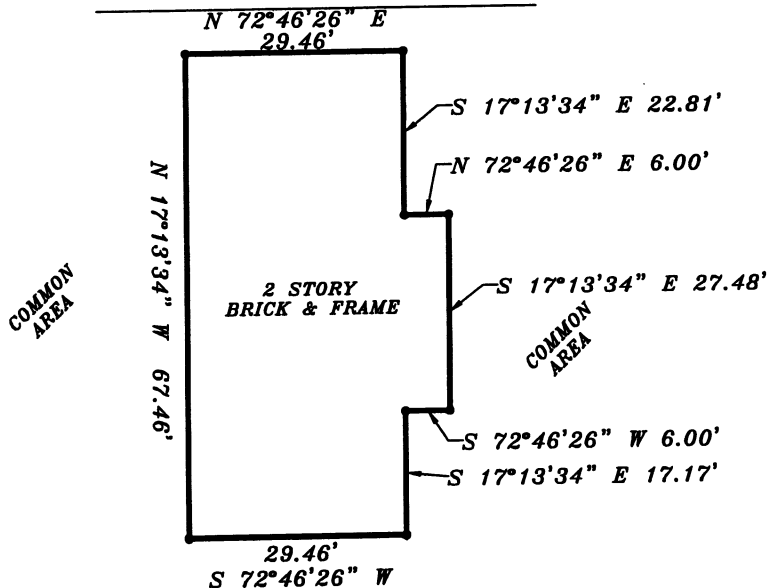 N 72°46'26" E
29.46'
S 17°13'34" E 22.81'
N 72°46'26" E 6.00'
N 17°13'34" W 67.46'
COMMON
AREA
2 STORY
BRICK & FRAME
S 17°13'34" E 27.48'
COMMON
AREA
S 72°46'26" W 6.00'
S 17°13'34" E 17.17'
29.46'
S 72°46'26" W